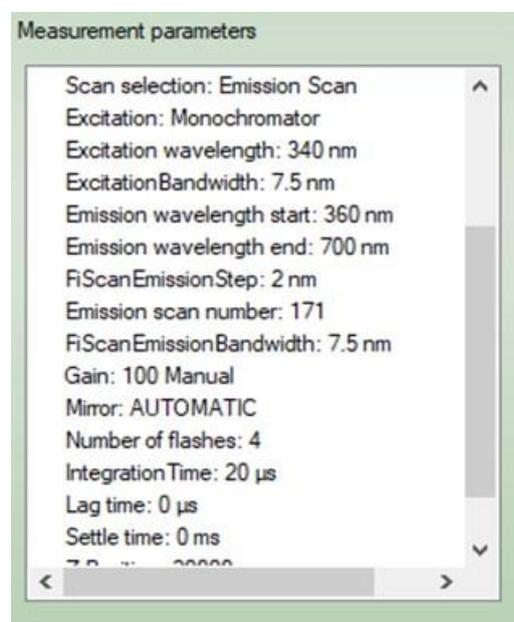 Measurement parameters
Scan selection: Emission Scan
Excitation: Monochromator
Excitation wavelength: 340 nm
ExcitationBandwidth: 7.5 nm
Emission wavelength start: 360 nm
Emission wavelength end: 700 nm
FiScanEmissionStep: 2 nm
Emission scan number: 171
FiScanEmissionBandwidth: 7.5 nm
Gain: 100 Manual
Mirror: AUTOMATIC
Number of flashes: 4
IntegrationTime: 20 µs
Lag time: 0 µs
Settle time: 0 ms